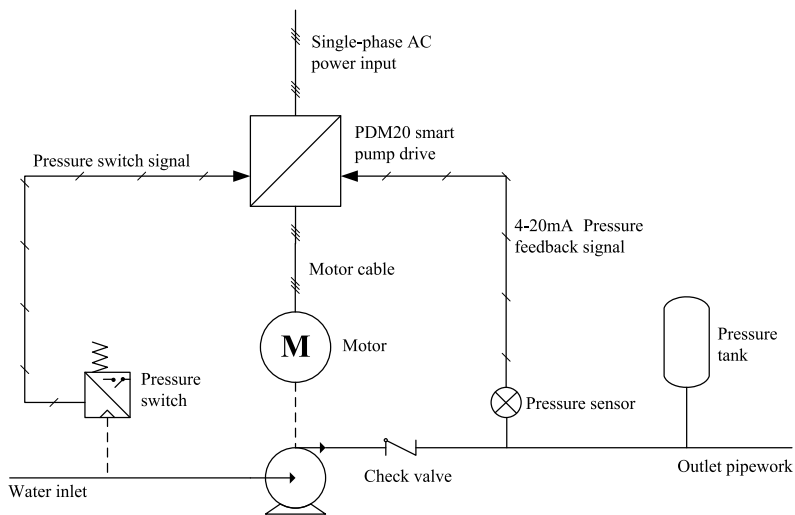 Single-phase AC
power input
PDM20 smart
pump drive
Pressure switch signal
4-20mA Pressure
feedback signal
Motor cable
M
Motor
Pressure
tank
Pressure
switch
Pressure sensor
Check valve
Outlet pipework
Water inlet